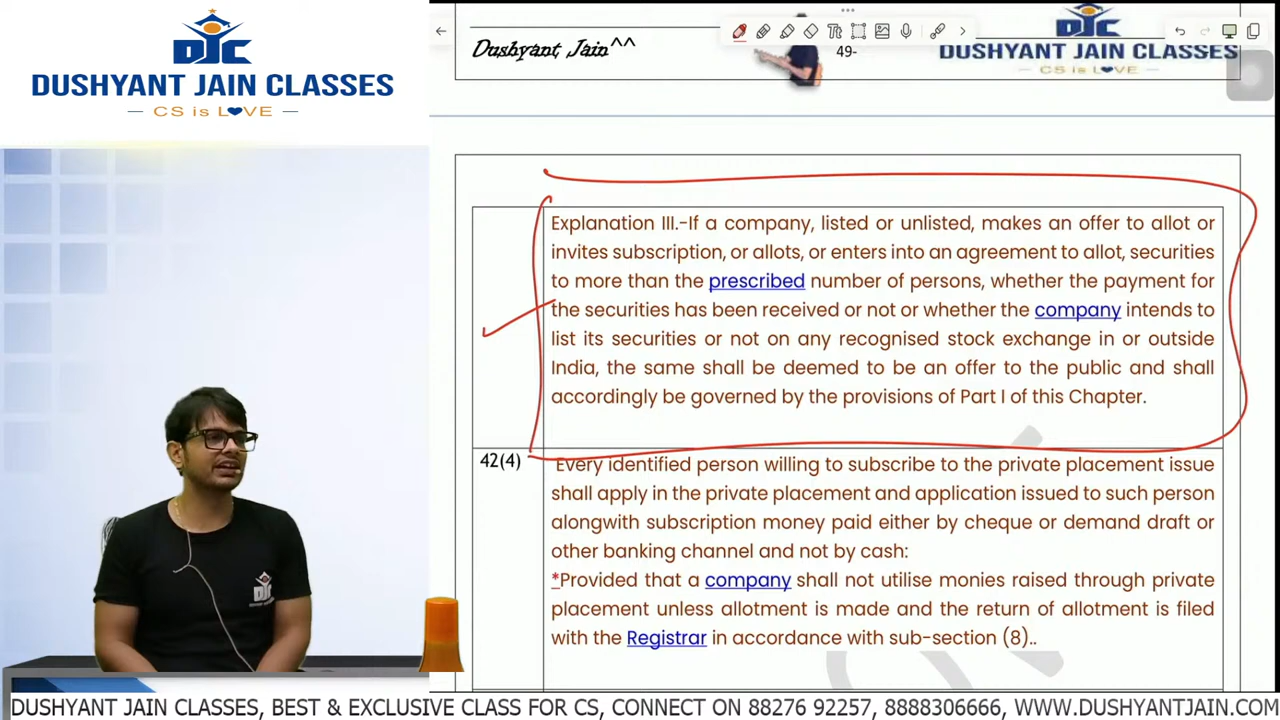 DJC
DUSHYANT JAIN CLASSES
— CS is LOVE —
Dushyant Jain^^
49-
DUSHYANT JAIN CLASSES
— CS is LOVE —
Explanation III.-If a company, listed or unlisted, makes an offer to allot or
invites subscription, or allots, or enters into an agreement to allot, securities
to more than the prescribed number of persons, whether the payment for
the securities has been received or not or whether the company intends to
list its securities or not on any recognised stock exchange in or outside
India, the same shall be deemed to be an offer to the public and shall
accordingly be governed by the provisions of Part I of this Chapter.
42(4)
Every identified person willing to subscribe to the private placement issue
shall apply in the private placement and application issued to such person
alongwith subscription money paid either by cheque or demand draft or
other banking channel and not by cash:
*Provided that a company shall not utilise monies raised through private
placement unless allotment is made and the return of allotment is filed
with the Registrar in accordance with sub-section (8)..
DJC
DUSHYANT JAIN CLASSES, BEST & EXCLUSIVE CLASS FOR CS, CONNECT ON 88276 92257, 8888306666, WWW.DUSHYANTJAIN.COM